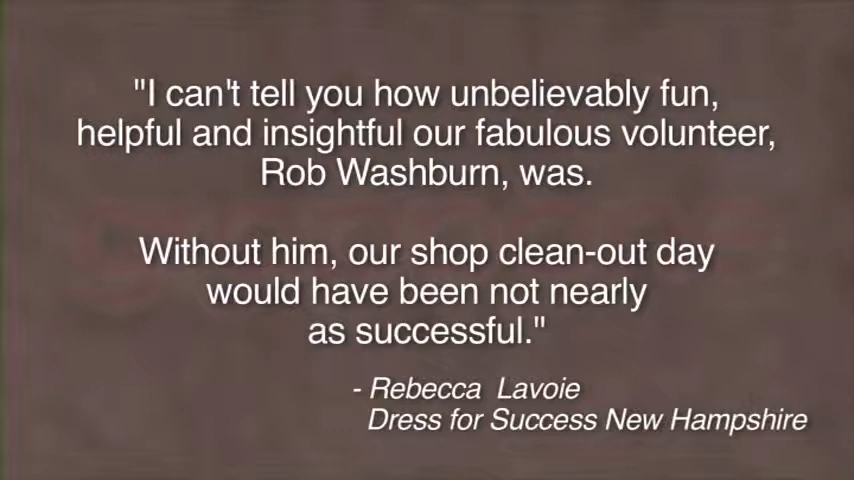 "I can't tell you how unbelievably fun,
helpful and insightful our fabulous volunteer,
Rob Washburn, was.
Without him, our shop clean-out day
would have been not nearly
as successful."
- Rebecca Lavoie
Dress for Success New Hampshire